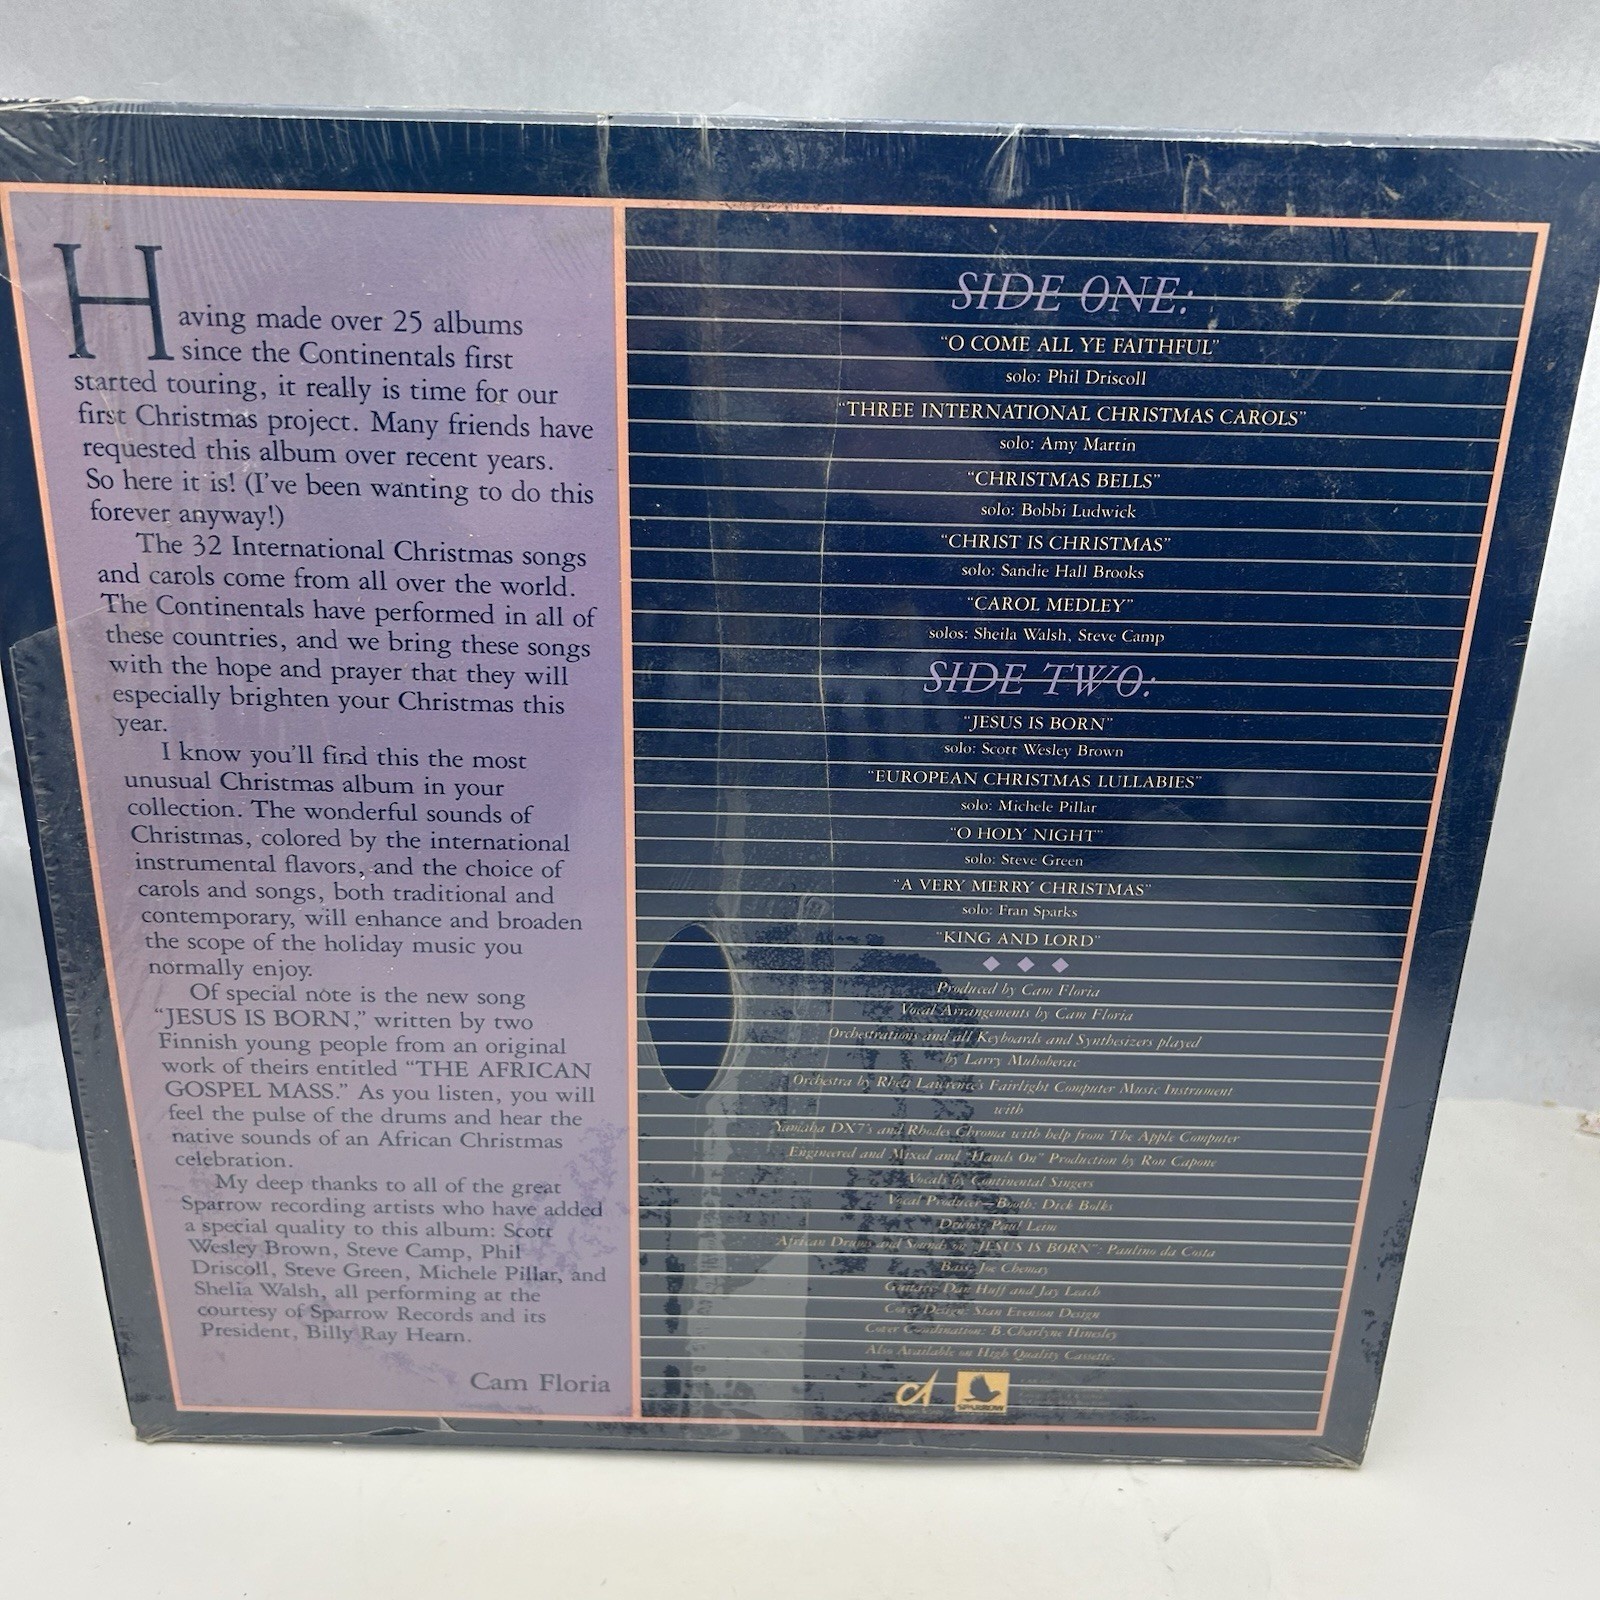 Having made over 25 albums
since the Continentals first
started touring, it really is time for our
first Christmas project. Many friends have
requested this album over recent years.
So here it is! (I've been wanting to do this
forever anyway!)
The 32 International Christmas songs
and carols come from all over the world.
The Continentals have performed in all of
these countries, and we bring these songs
with the hope and prayer that they will
especially brighten your Christmas this
year.
I know you'll find this the most
unusual Christmas album in your
collection. The wonderful sounds of
Christmas, colored by the international
instrumental flavors, and the choice of
carols and songs, both traditional and
contemporary, will enhance and broaden
the scope of the holiday music you
normally enjoy.
Of special note is the new song
"JESUS IS BORN," written by two
Finnish young people from an original
work of theirs entitled "THE AFRICAN
GOSPEL MASS." As you listen, you will
feel the pulse of the drums and hear the
native sounds of an African Christmas
celebration.
My deep thanks to all of the great
Sparrow recording artists who have added
a special quality to this album: Scott
Wesley Brown, Steve Camp, Phil
Driscoll, Steve Green, Michele Pillar, and
Shelia Walsh, all performing at the
courtesy of Sparrow Records and its
President, Billy Ray Hearn.
Cam Floria
SIDE ONE:
"O COME ALL YE FAITHFUL"
solo: Phil Driscoll
"THREE INTERNATIONAL CHRISTMAS CAROLS"
solo: Amy Martin
"CHRISTMAS BELLS"
solo: Bobbi Ludwick
"CHRIST IS CHRISTMAS"
solo: Sandie Hall Brooks
"CAROL MEDLEY"
solos: Sheila Walsh, Steve Camp
SIDE TWO:
"JESUS IS BORN"
solo: Scott Wesley Brown
"EUROPEAN CHRISTMAS LULLABIES"
solo: Michele Pillar
"O HOLY NIGHT"
solo: Steve Green
"A VERY MERRY CHRISTMAS"
solo: Fran Sparks
"KING AND LORD"
Produced by Cam Floria
Vocal Arrangements by Cam Floria
Orchestrations and all Keyboards and Synthesizers played
by Larry Muhoberac
Orchestra by Rhett Lawrence's Fairlight Computer Music Instrument
with
Yamaha DX7's and Rhodes Chroma with help from The Apple Computer
Engineered and Mixed and "Hands On" Production by Ron Capone
Vocals by Continental Singers
Vocal Producer—Booth: Dick Bolks
Drums: Paul Leim
African Drums and Sounds on "JESUS IS BORN": Paulino da Costa
Bass: Joe Chemay
Guitars: Dan Huff and Jay Leach
Cover Design: Stan Evenson Design
Cover Coordination: B. Charlyne Hinesley
Also Available on High Quality Cassette.
SPARROW